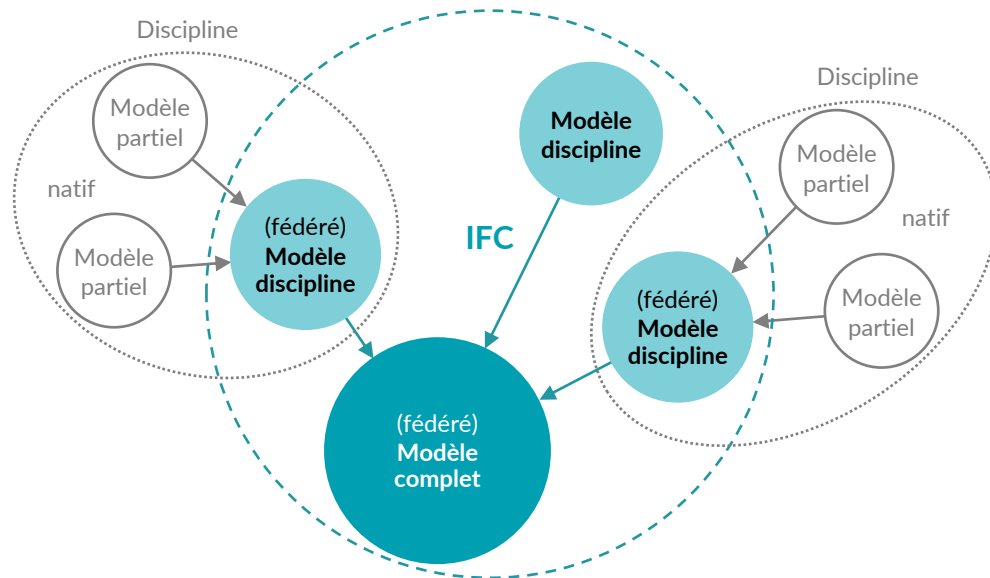 Discipline
Modèle
partiel
natif
Modèle
partiel
(fédéré)
Modèle
discipline
Modèle
discipline
IFC
Discipline
Modèle
partiel
natif
Modèle
partiel
(fédéré)
Modèle
discipline
(fédéré)
Modèle
complet